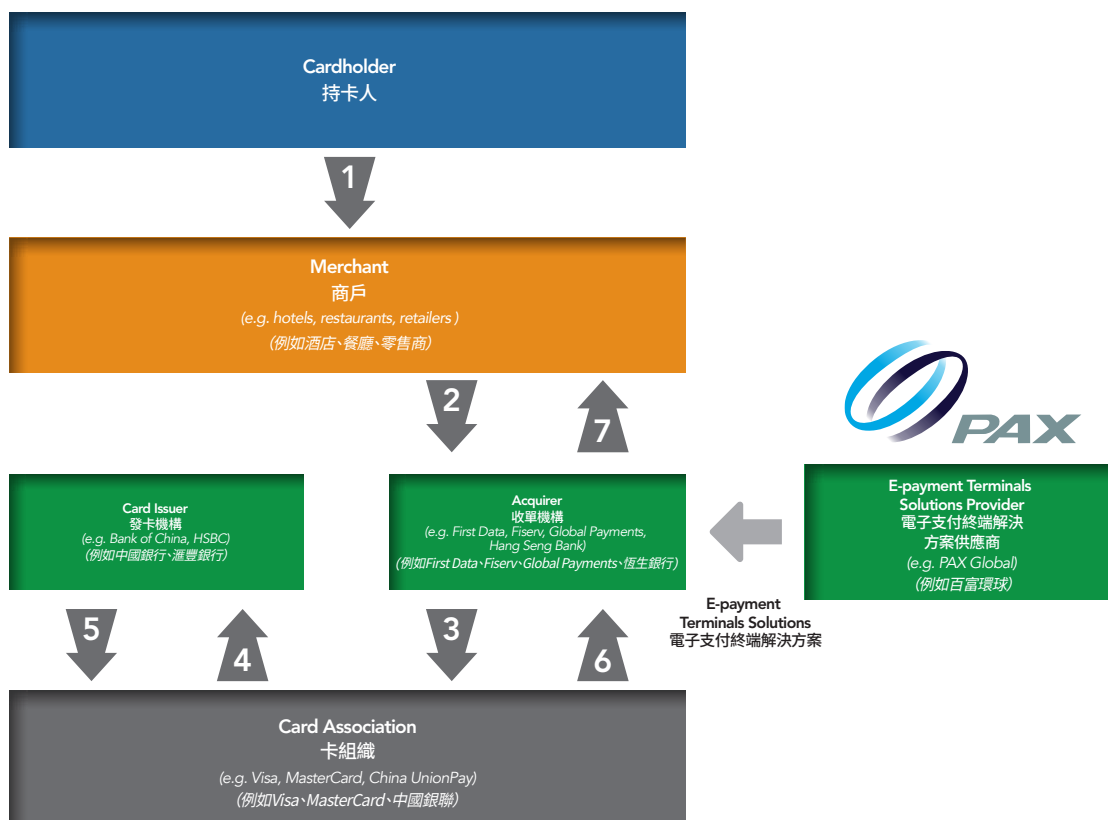 Cardholder
持卡人
1
Merchant
商戶
(e.g. hotels, restaurants, retailers )
（例如酒店、餐廳、零售商）
2
7
PAX
Card Issuer
發卡機構
(e.g. Bank of China, HSBC)
（例如中國銀行、滙豐銀行）
Acquirer
收單機構
(e.g. First Data, Fiserv, Global Payments,
Hang Seng Bank)
（例如First Data、Fiserv、Global Payments、恆生銀行）
E-payment Terminals
Solutions Provider
電子支付終端解決
方案供應商
(e.g. PAX Global)
（例如百富環球）
E-payment
Terminals Solutions
電子支付終端解決方案
5
4
3
6
Card Association
卡組織
(e.g. Visa, MasterCard, China UnionPay)
（例如Visa、MasterCard、中國銀聯）